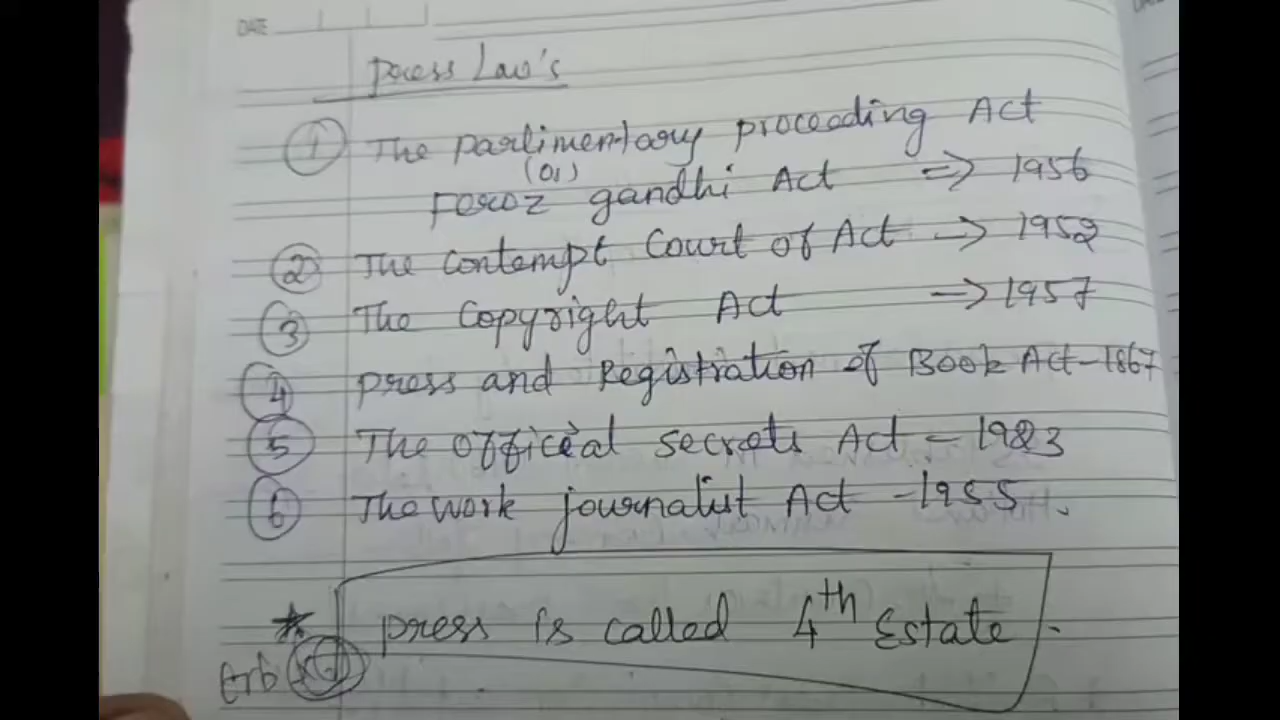 DATE
Press Law's
① The parlimentary proceeding Act
(or)
Feroz gandhi Act => 1956
② The Contempt Court of Act -> 1952
③ The Copyright Act -> 1957
④ press and Registration of Book Act - 1867
⑤ The official secrets Act - 1923
⑥ The work journalist Act - 1955.
★ press is called 4th Estate.